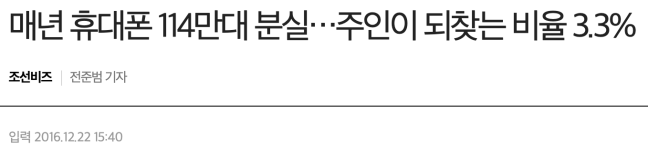 매년 휴대폰 114만대 분실…주인이 되찾는 비율 3.3%
조선비즈 | 전준범 기자
입력 2016.12.22 15:40